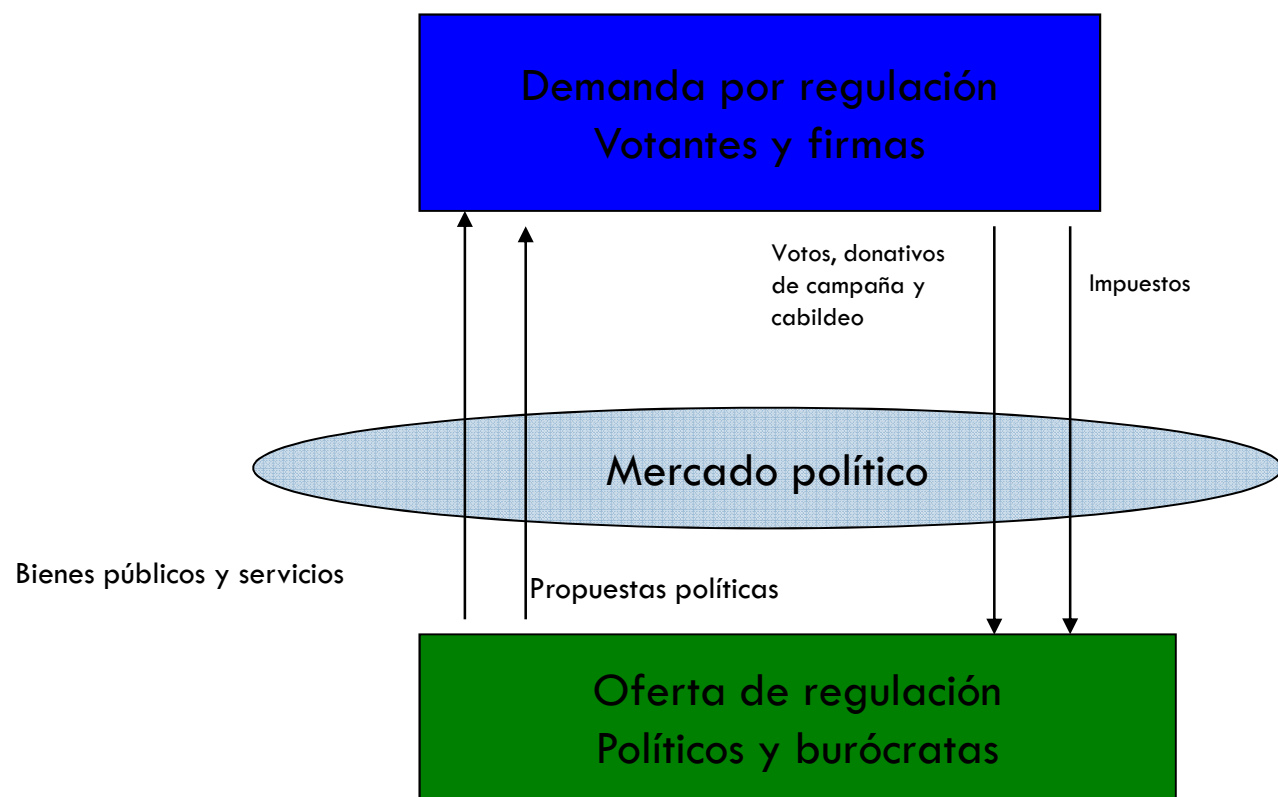 Demanda por regulación
Votantes y firmas
Votos, donativos
de campaña y
cabildeo
Impuestos
Mercado político
Bienes públicos y servicios
Propuestas políticas
Oferta de regulación
Políticos y burócratas